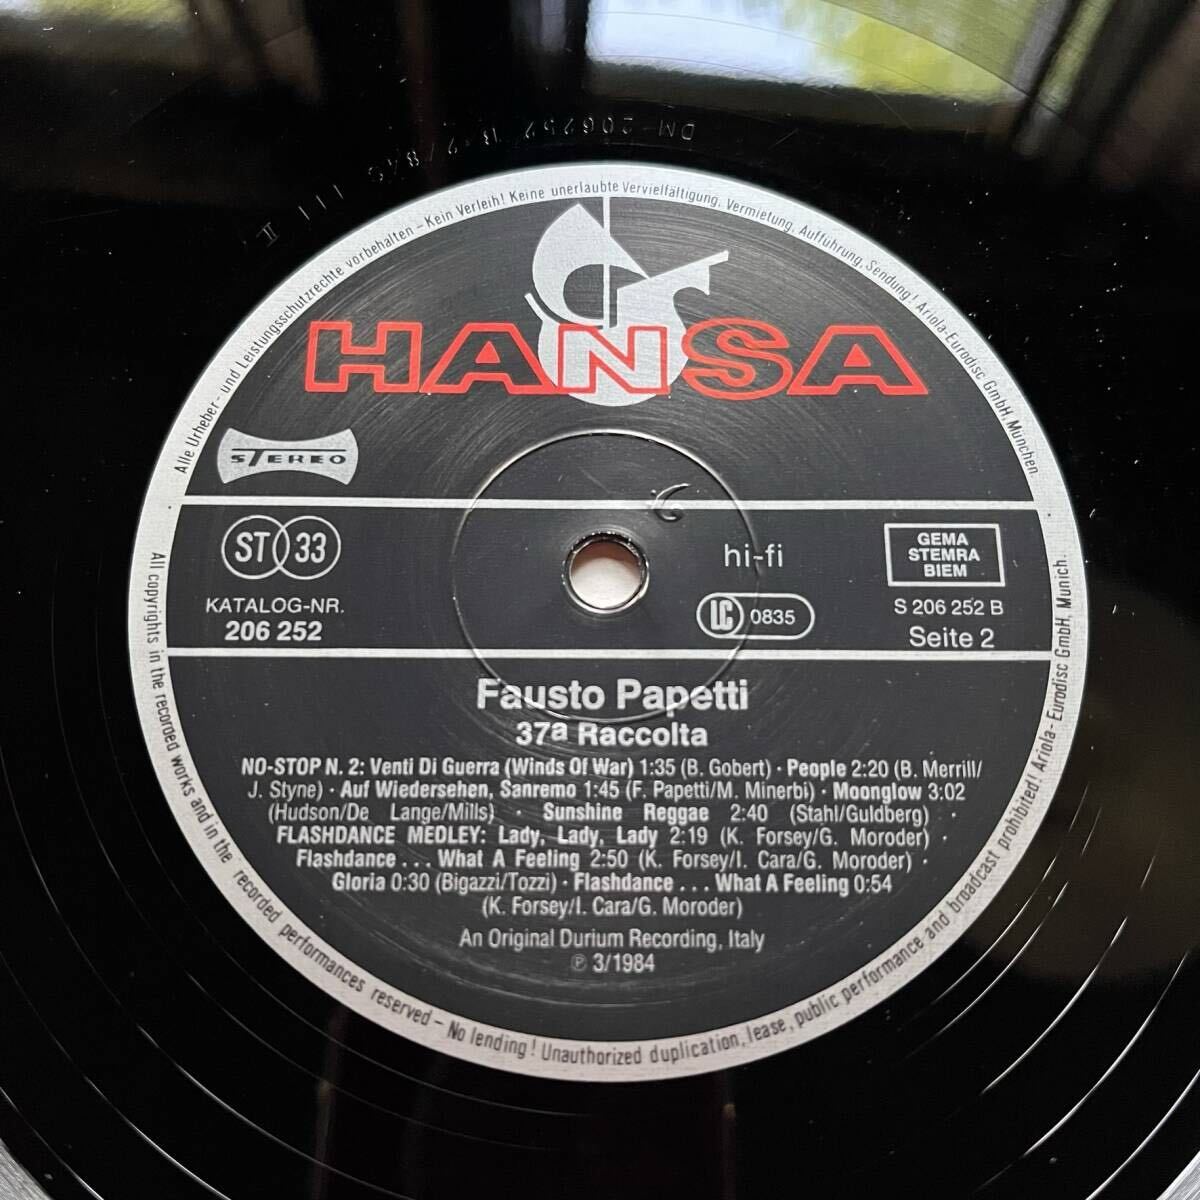 DM 206252
Alle Urheber- und Leistungsschutzrechte vorbehalten – Kein Verleih! Keine unerlaubte Vervielfältigung, Vermietung, Aufführung, Sendung! Ariola-Eurodisc GmbH, München
HANSA
STEREO
ST 33
hi-fi
GEMA
STEMRA
BIEM
KATALOG-NR.
206 252
LC 0835
S 206 252 B
Seite 2
Fausto Papetti
37ª Raccolta
NO-STOP N. 2: Venti Di Guerra (Winds Of War) 1:35 (B. Gobert) · People 2:20 (B. Merrill/
J. Styne) · Auf Wiedersehen, Sanremo 1:45 (F. Papetti/M. Minerbi) · Moonglow 3:02
(Hudson/De Lange/Mills) · Sunshine Reggae 2:40 (Stahl/Guldberg)
FLASHDANCE MEDLEY: Lady, Lady, Lady 2:19 (K. Forsey/G. Moroder) ·
Flashdance . . . What A Feeling 2:50 (K. Forsey/I. Cara/G. Moroder) ·
Gloria 0:30 (Bigazzi/Tozzi) · Flashdance . . . What A Feeling 0:54
(K. Forsey/I. Cara/G. Moroder)
An Original Durium Recording, Italy
℗ 3/1984
All copyrights in the recorded works and in the recorded performances reserved – No lending! Unauthorized duplication, lease, public performance and broadcast prohibited! Ariola-Eurodisc GmbH, Munich.